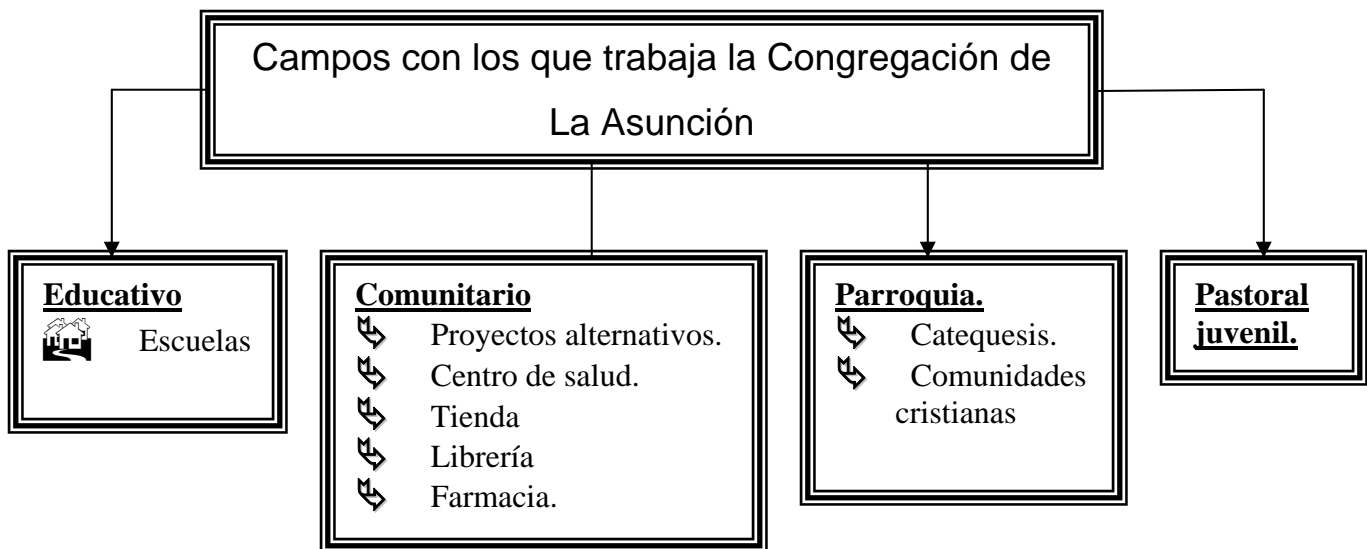 Campos con los que trabaja la Congregación de
La Asunción
Educativo
Escuelas
Comunitario
Proyectos alternativos.
Centro de salud.
Tienda
Librería
Farmacia.
Parroquia.
Catequesis.
Comunidades
cristianas
Pastoral
juvenil.